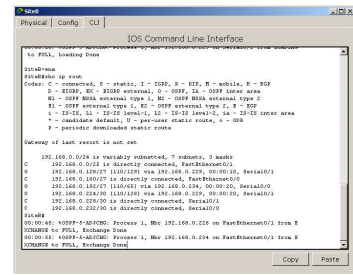 SiteB
Physical Config CLI
IOS Command Line Interface
to FULL, Loading Done
SiteB>ena
SiteB#sho ip rout
Codes: C - connected, S - static, I - IGRP, R - RIP, M - mobile, B - BGP
D - EIGRP, EX - EIGRP external, O - OSPF, IA - OSPF inter area
N1 - OSPF NSSA external type 1, N2 - OSPF NSSA external type 2
E1 - OSPF external type 1, E2 - OSPF external type 2, E - EGP
i - IS-IS, L1 - IS-IS level-1, L2 - IS-IS level-2, ia - IS-IS inter area
* - candidate default, U - per-user static route, o - ODR
P - periodic downloaded static route
Gateway of last resort is not set
192.168.0.0/24 is variably subnetted, 7 subnets, 3 masks
C 192.168.0.0/25 is directly connected, FastEthernet0/1
O 192.168.0.128/27 [110/129] via 192.168.0.229, 00:00:10, Serial0/1
C 192.168.0.160/27 is directly connected, FastEthernet0/0
O 192.168.0.192/27 [110/65] via 192.168.0.234, 00:00:20, Serial0/0
O 192.168.0.224/30 [110/128] via 192.168.0.229, 00:00:20, Serial0/1
C 192.168.0.228/30 is directly connected, Serial0/1
C 192.168.0.232/30 is directly connected, Serial0/0
SiteB#
00:00:45: %OSPF-5-ADJCHG: Process 1, Nbr 192.168.0.226 on FastEthernet0/1 from E
XCHANGE to FULL, Exchange Done
00:00:45: %OSPF-5-ADJCHG: Process 1, Nbr 192.168.0.234 on FastEthernet0/1 from E
XCHANGE to FULL, Exchange Done
Copy Paste